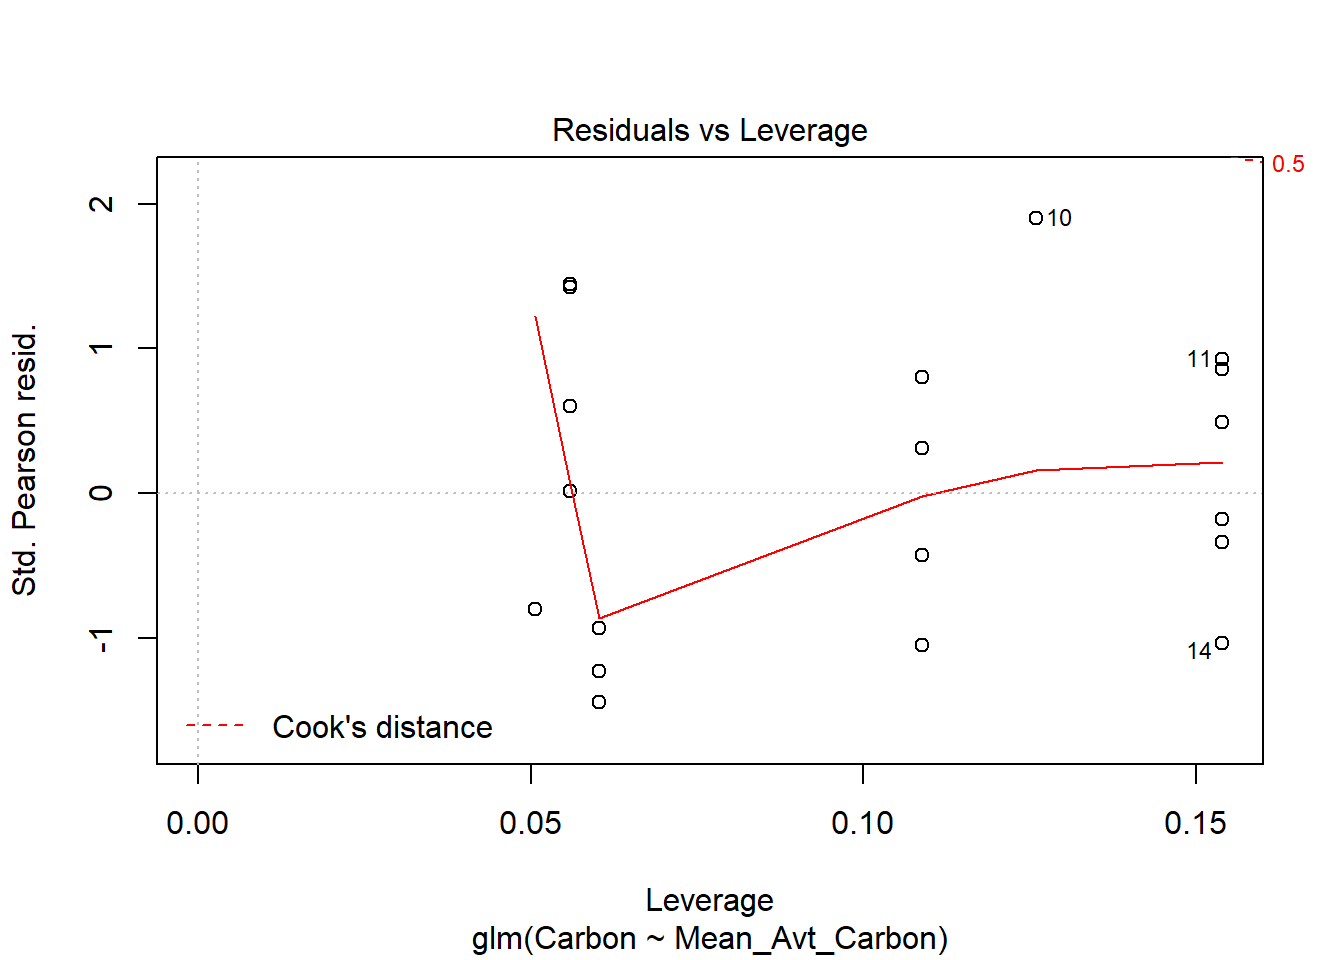 Residuals vs Leverage
0.5
2
1
0
-1
Std. Pearson resid.
10
11
14
Cook's distance
0.00 0.05 0.10 0.15
Leverage
glm(Carbon ~ Mean_Avt_Carbon)